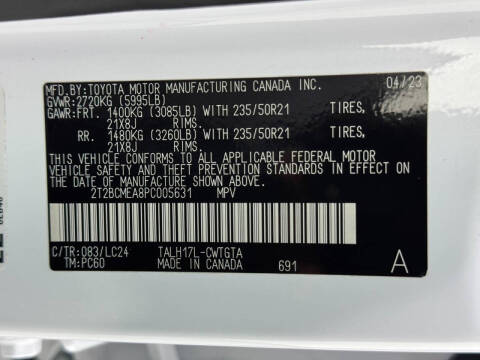 MFD.BY:TOYOTA MOTOR MANUFACTURING CANADA INC. 04/23
GVWR:2720KG (5995LB)
GAWR:FRT. 1400KG (3085LB) WITH 235/50R21 TIRES,
21X8J RIMS.
RR. 1480KG (3260LB) WITH 235/50R21 TIRES,
21X8J RIMS.
THIS VEHICLE CONFORMS TO ALL APPLICABLE FEDERAL MOTOR
VEHICLE SAFETY AND THEFT PREVENTION STANDARDS IN EFFECT
ON THE DATE OF MANUFACTURE SHOWN ABOVE.
2T2BCMEA8PC005631 MPV
C/TR:083/LC24 TALH17L-CWTGTA
TM:PC60 MADE IN CANADA 691 A